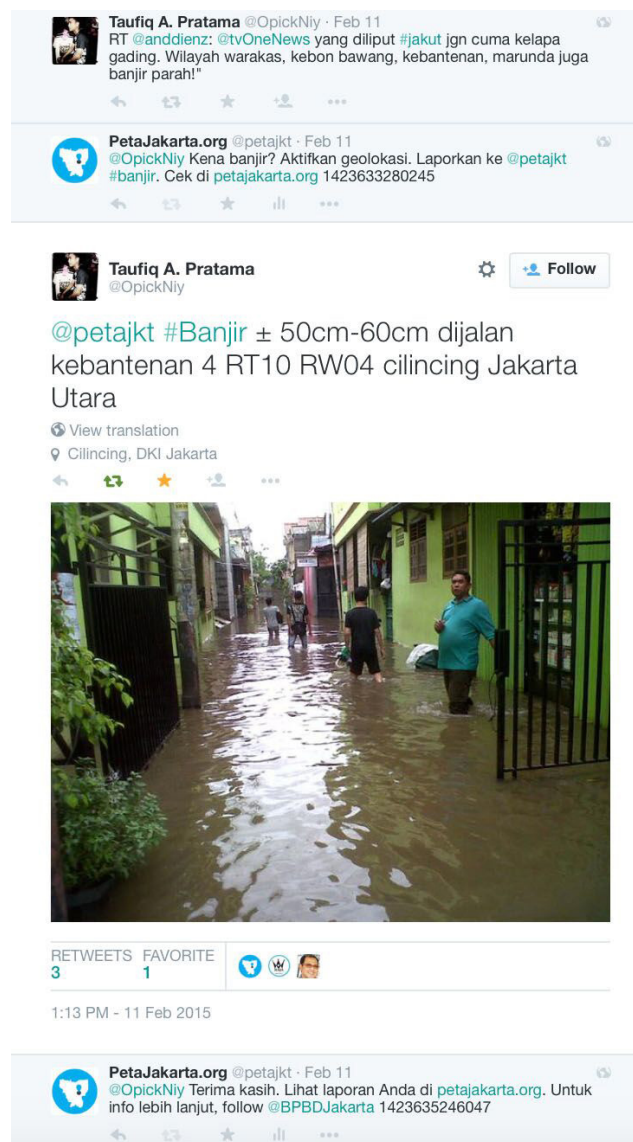 Taufiq A. Pratama @OpickNiy · Feb 11
RT @anddienz: @tvOneNews yang diliput #jakut jgn cuma kelapa
gading. Wilayah warakas, kebon bawang, kebantenan, marunda juga
banjir parah!"
PetaJakarta.org @petajkt · Feb 11
@OpickNiy Kena banjir? Aktifkan geolokasi. Laporkan ke @petajkt
#banjir. Cek di petajakarta.org 1423633280245
Taufiq A. Pratama
@OpickNiy
Follow
@petajkt #Banjir ± 50cm-60cm dijalan
kebantenan 4 RT10 RW04 cilincing Jakarta
Utara
View translation
Cilincing, DKI Jakarta
RETWEETS FAVORITE
3 1
1:13 PM - 11 Feb 2015
PetaJakarta.org @petajkt · Feb 11
@OpickNiy Terima kasih. Lihat laporan Anda di petajakarta.org. Untuk
info lebih lanjut, follow @BPBDJakarta 1423635246047